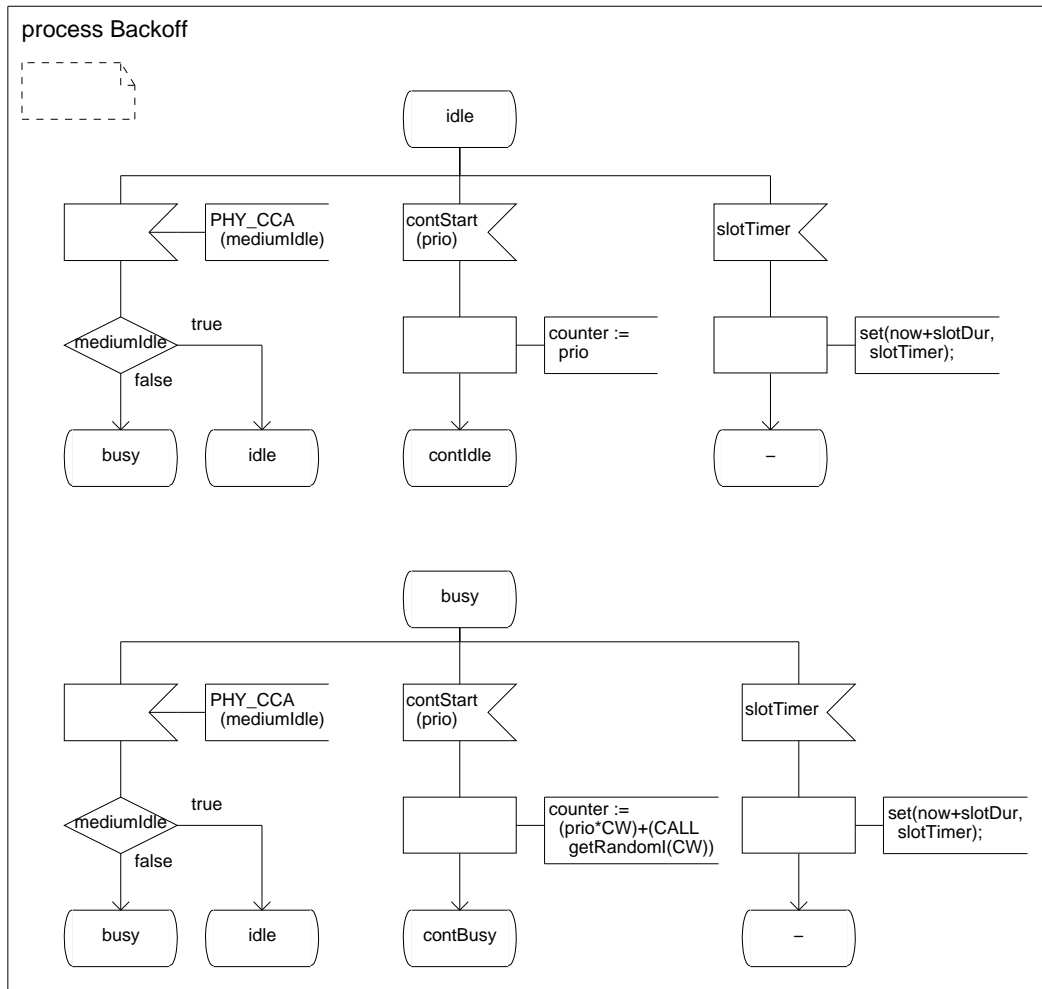 process Backoff
idle
PHY_CCA
(mediumIdle)
contStart
(prio)
slotTimer
mediumIdle
true
false
counter :=
prio
set(now+slotDur,
slotTimer);
busy
idle
contIdle
–
busy
PHY_CCA
(mediumIdle)
contStart
(prio)
slotTimer
mediumIdle
true
false
counter :=
(prio*CW)+(CALL
getRandomI(CW))
set(now+slotDur,
slotTimer);
busy
idle
contBusy
–